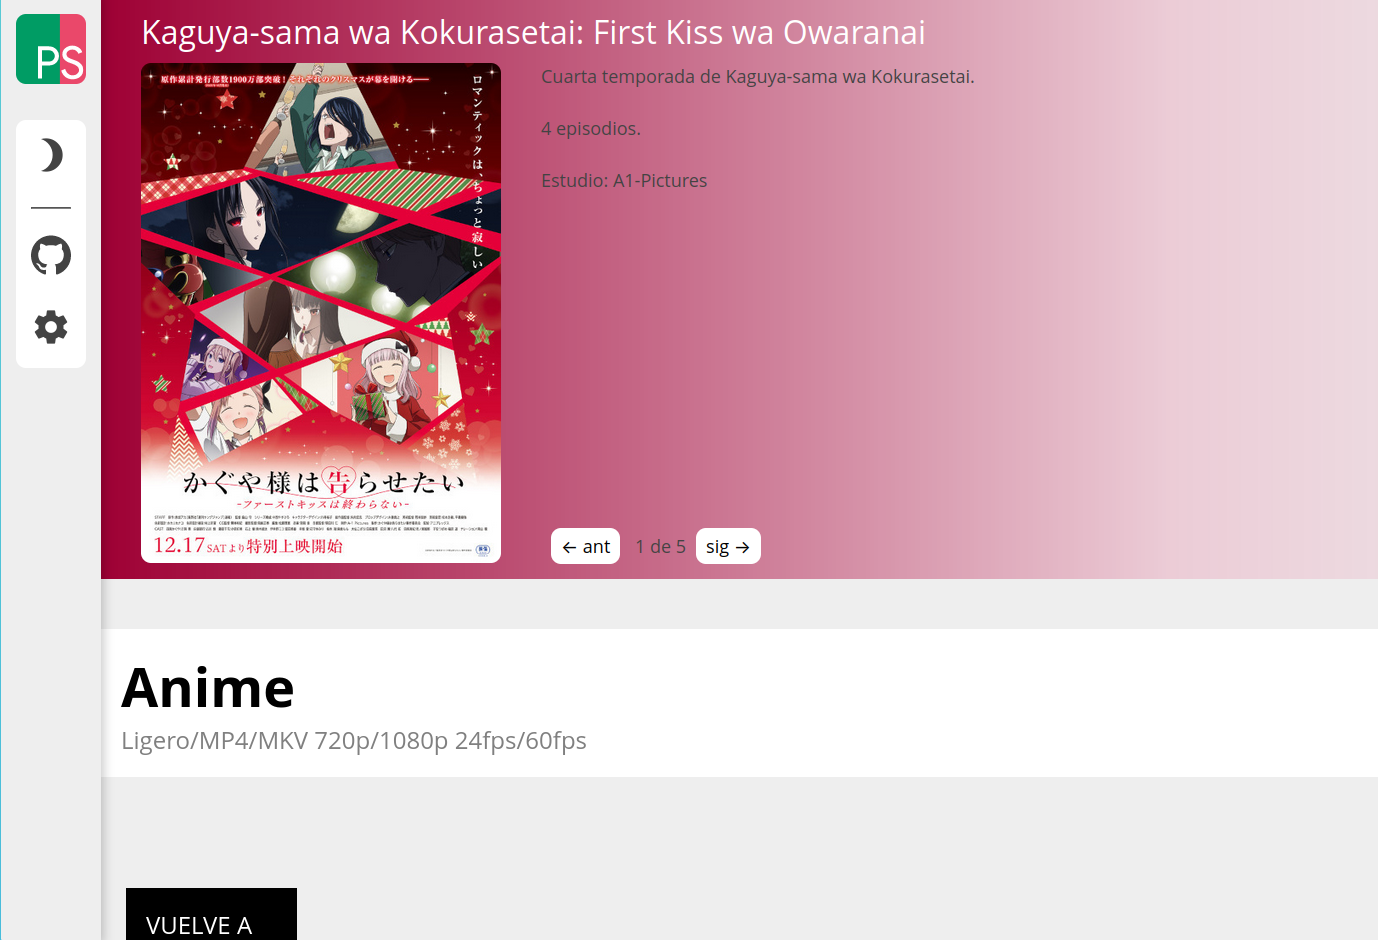 PS
Kaguya-sama wa Kokurasetai: First Kiss wa Owaranai
原作累計発行部数1900万部突破！それぞれのクリスマスが幕を開ける——
ロマンティックは、ちょっと寂しい
かぐや様は告らせたい
-ファーストキッスは終わらない-
12.17SATより特別上映開始
Cuarta temporada de Kaguya-sama wa Kokurasetai.
4 episodios.
Estudio: A1-Pictures
← ant 1 de 5 sig →
Anime
Ligero/MP4/MKV 720p/1080p 24fps/60fps
VUELVE A